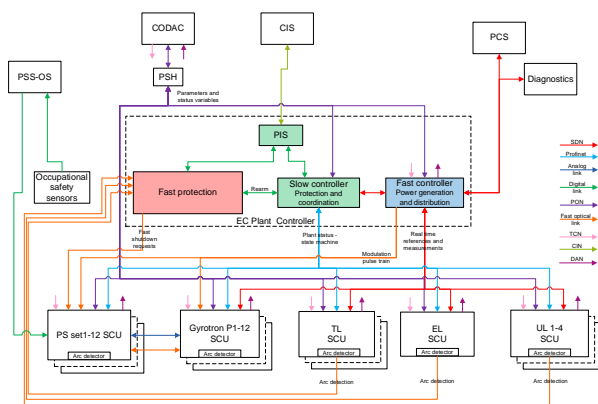 CODAC
CIS
PCS
PSS-OS
PSH
Diagnostics
Parameters and
status variables
PIS
Occupational
safety
sensors
Fast protection
Rearm
Slow controller
Protection and
coordination
Fast controller
Power generation
and distribution
EC Plant Controller
SDN
Profinet
Analog
link
Digital
link
PON
Fast optical
link
TCN
CIN
DAN
Fast
shutdown
requests
Plant status -
state machine
Real time
references and
measurements
Modulation
pulse train
PS set1-12 SCU
Arc detector
Gyrotron P1-12
SCU
Arc detector
TL
SCU
Arc detector
EL
SCU
Arc detector
UL 1-4
SCU
Arc detector
Arc detection
Arc detection
Arc detection